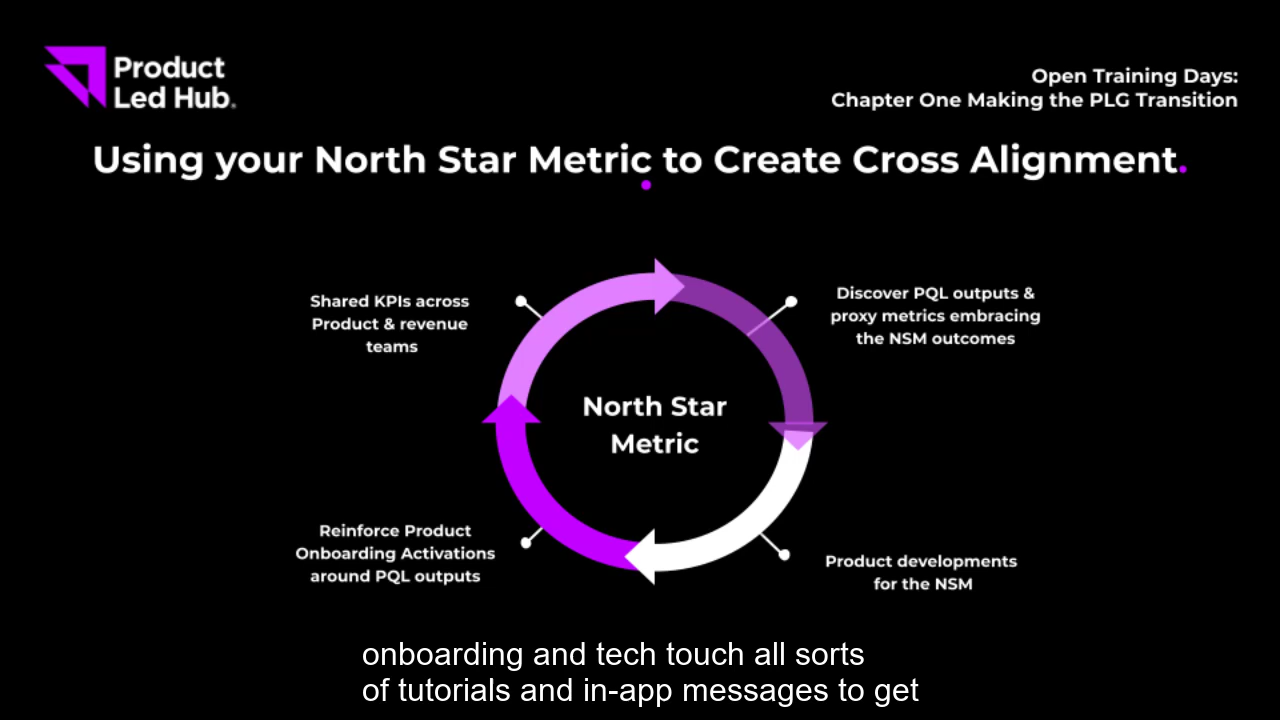 Product
Led Hub.
Open Training Days:
Chapter One Making the PLG Transition
Using your North Star Metric to Create Cross Alignment.
Shared KPIs across
Product & revenue
teams
Discover PQL outputs &
proxy metrics embracing
the NSM outcomes
North Star
Metric
Reinforce Product
Onboarding Activations
around PQL outputs
Product developments
for the NSM
onboarding and tech touch all sorts
of tutorials and in-app messages to get